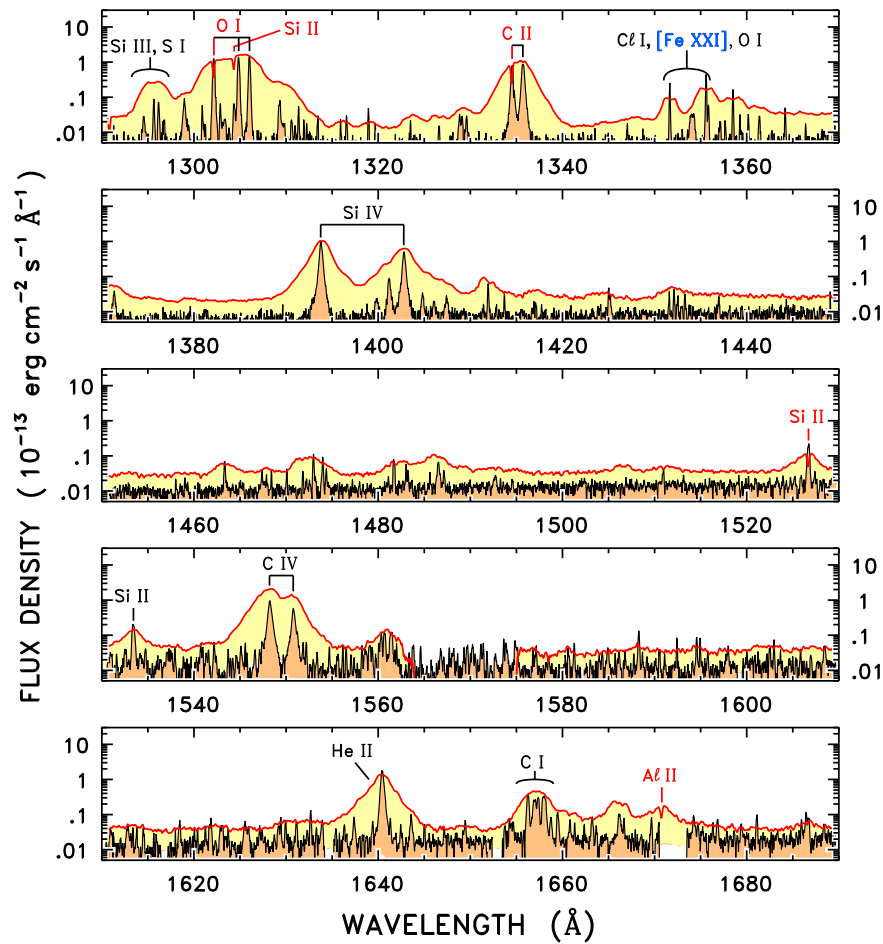 O I
Si II
Si III, S I
C II
Cl I, [Fe XXI], O I
10
1
.1
.01
1300 1320 1340 1360
Si IV
10
1
.1
.01
1380 1400 1420 1440
10
1
.1
.01
Si II
1460 1480 1500 1520
Si II
C IV
10
1
.1
.01
1540 1560 1580 1600
10
1
.1
.01
He II
C I
Al II
1620 1640 1660 1680
WAVELENGTH (Å)
FLUX DENSITY (10⁻¹³ erg cm⁻² s⁻¹ Å⁻¹)